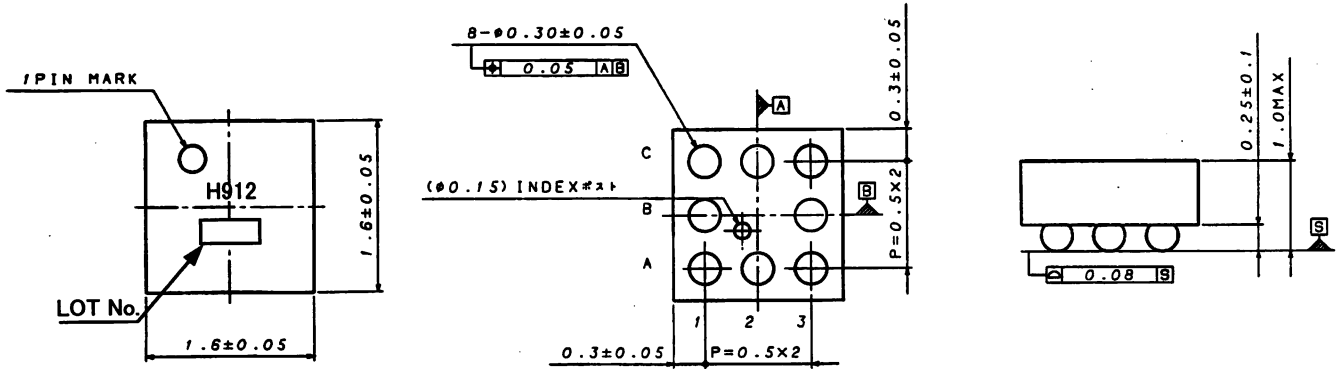 1PIN MARK
H912
LOT No.
1.6±0.05
1.6±0.05
8-φ0.30±0.05
⌖ 0.05 A B
A
0.3±0.05
C
(φ0.15) INDEXポスト
B
B
P=0.5×2
A
1 2 3
0.3±0.05
P=0.5×2
0.25±0.1
1.0MAX
S
⌓ 0.08 S